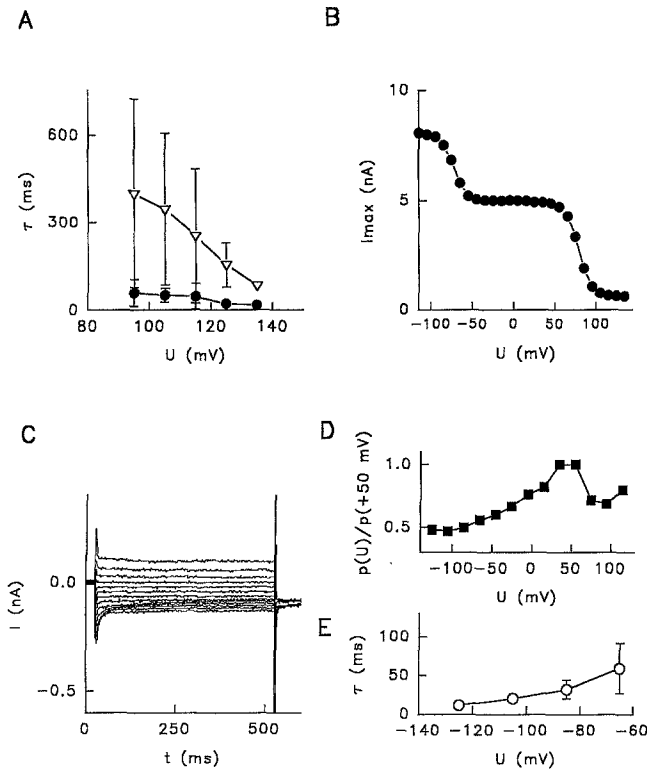 A
600
300
0
τ (ms)
80 100 120 140
U (mV)
B
10
5
0
Imax (nA)
−100 −50 0 50 100
U (mV)
C
0.0
−0.5
I (nA)
0 250 500
t (ms)
D
1.0
0.5
p(U)/p(+50 mV)
−100 −50 0 50 100
U (mV)
E
100
50
0
τ (ms)
−140 −120 −100 −80 −60
U (mV)